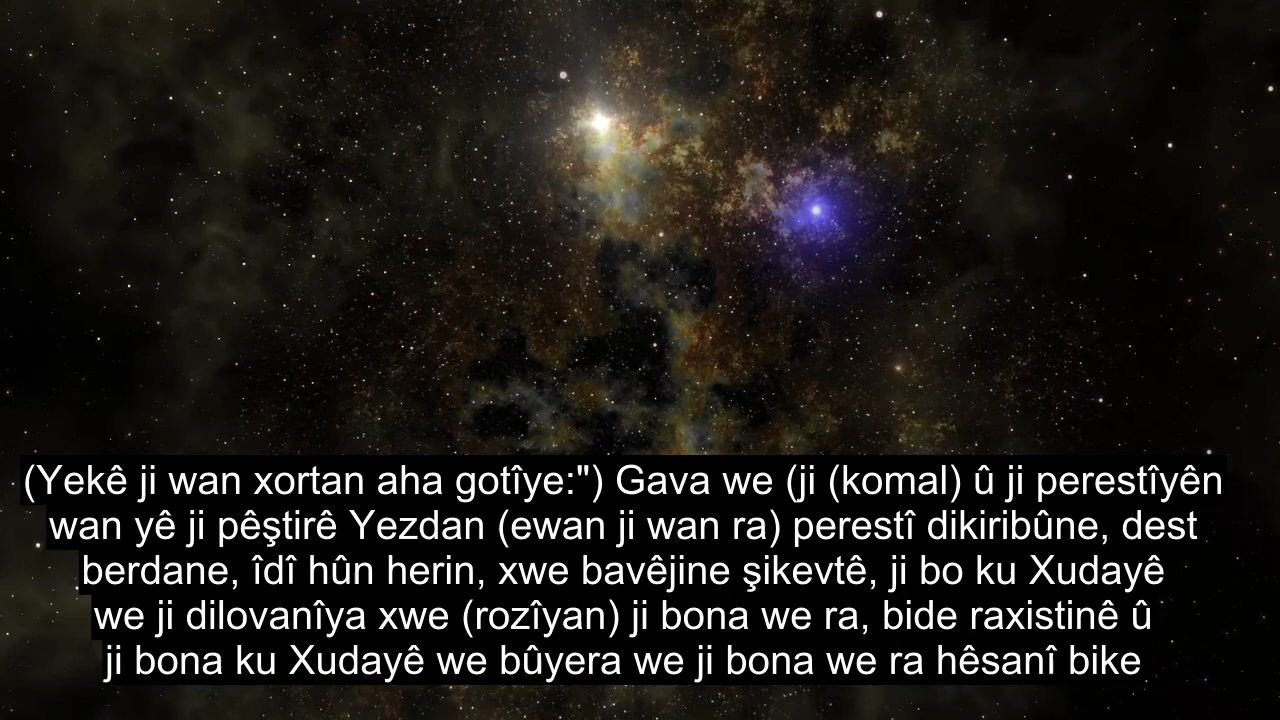 (Yekê ji wan xortan aha gotîye:") Gava we (ji (komal) û ji perestîyên
wan yê ji pêştirê Yezdan (ewan ji wan ra) perestî dikiribûne, dest
berdane, îdî hûn herin, xwe bavêjine şikevtê, ji bo ku Xudayê
we ji dilovanîya xwe (rozîyan) ji bona we ra, bide raxistinê û
ji bona ku Xudayê we bûyera we ji bona we ra hêsanî bike